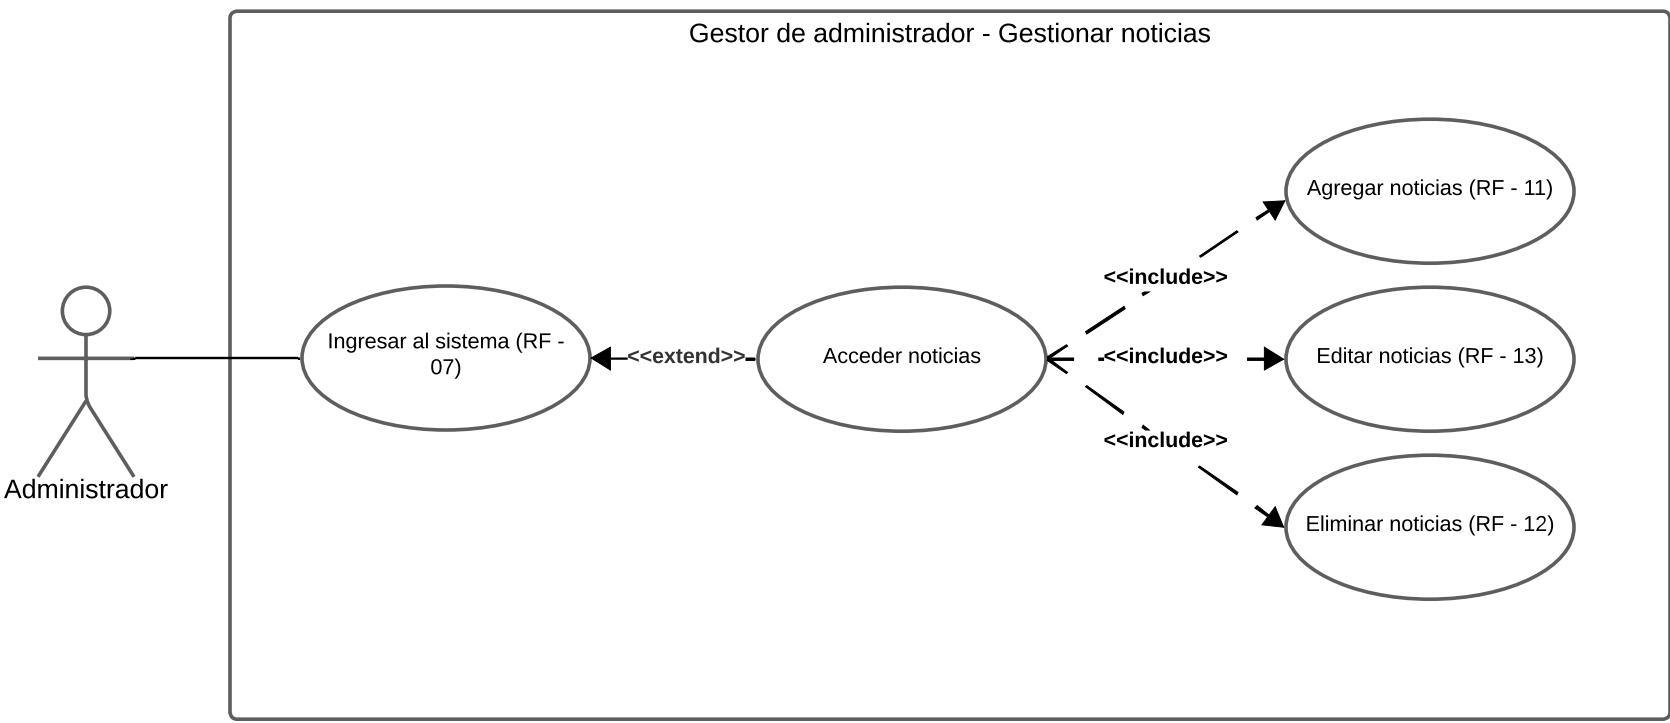 Gestor de administrador - Gestionar noticias
Agregar noticias (RF - 11)
<<include>>
Ingresar al sistema (RF -
07)
<<extend>>
Acceder noticias
<<include>>
Editar noticias (RF - 13)
<<include>>
Administrador
Eliminar noticias (RF - 12)